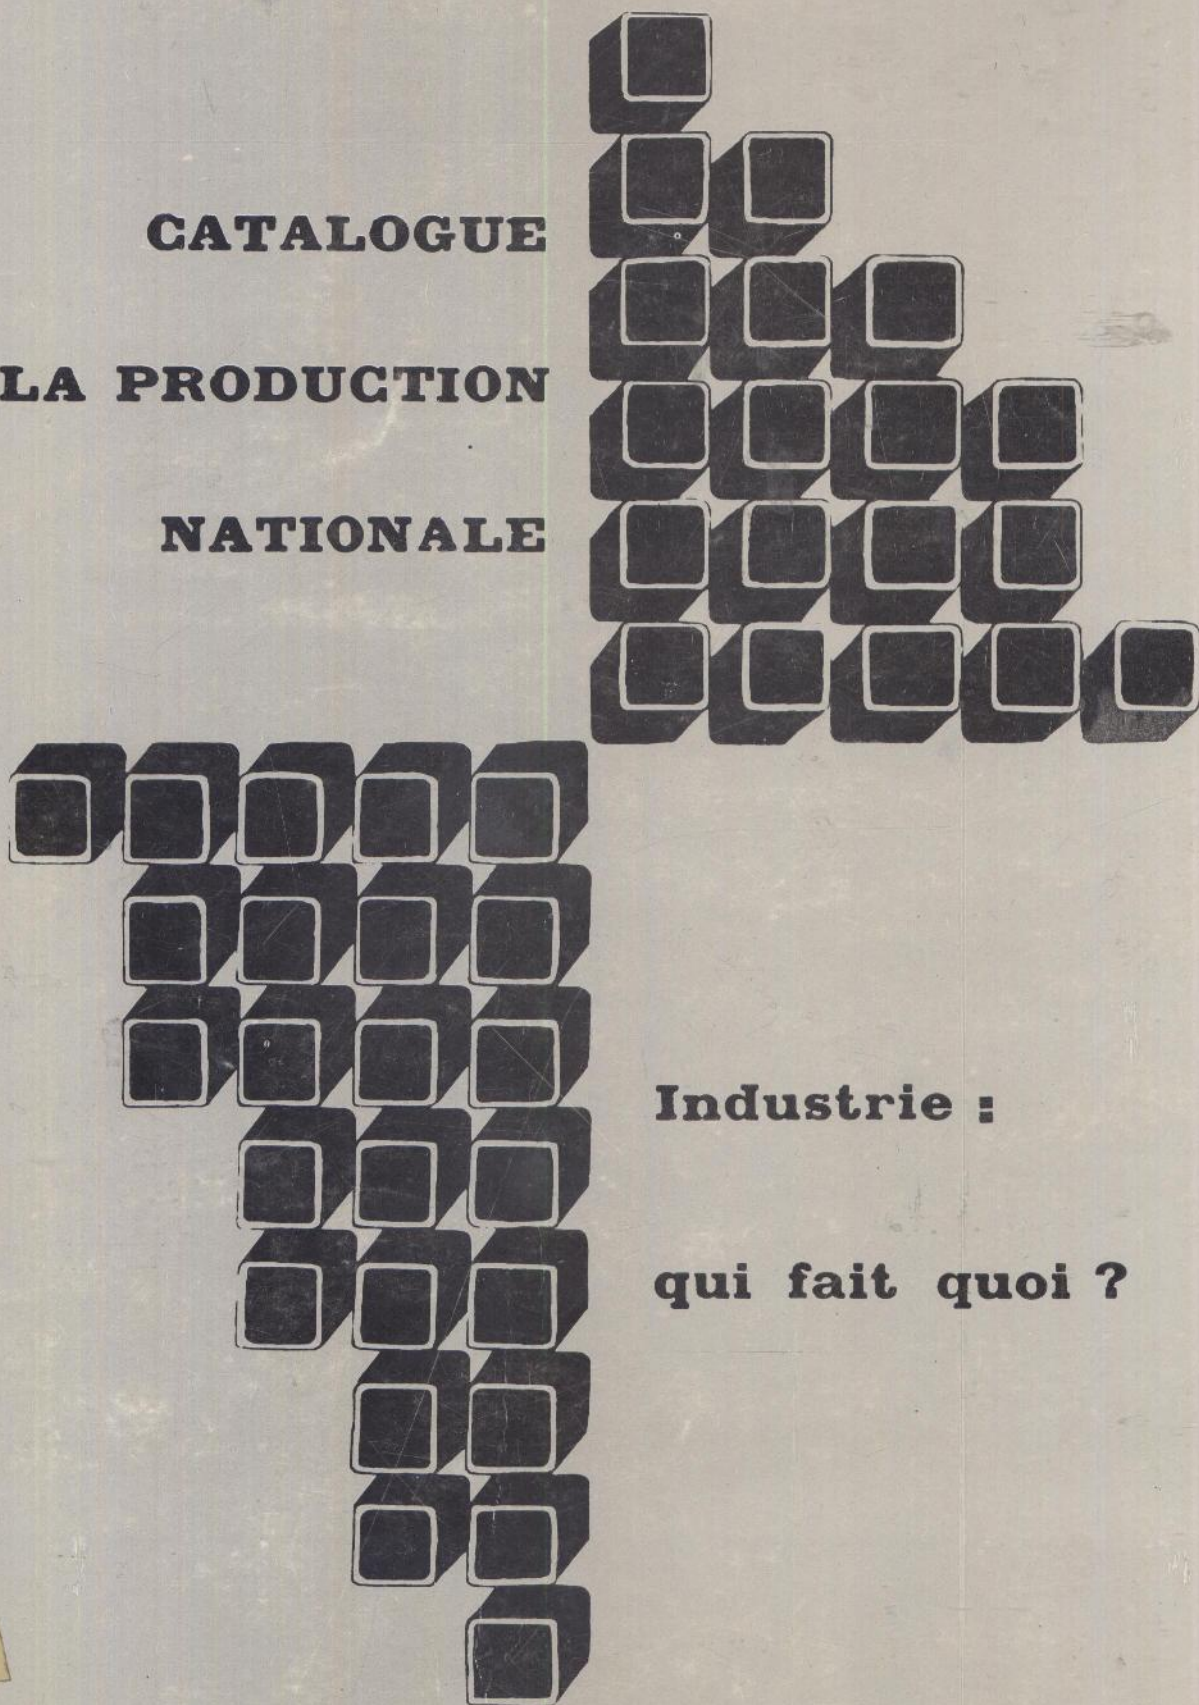 CATALOGUE
LA PRODUCTION
NATIONALE
Industrie :
qui fait quoi ?